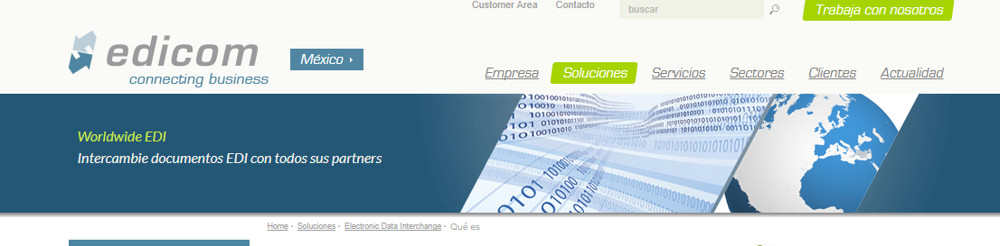 Customer Area Contacto buscar Trabaja con nosotros
edicom
connecting business
México
Empresa Soluciones Servicios Sectores Clientes Actualidad
Worldwide EDI
Intercambie documentos EDI con todos sus partners
Home · Soluciones · Electronic Data Interchange · Qué es